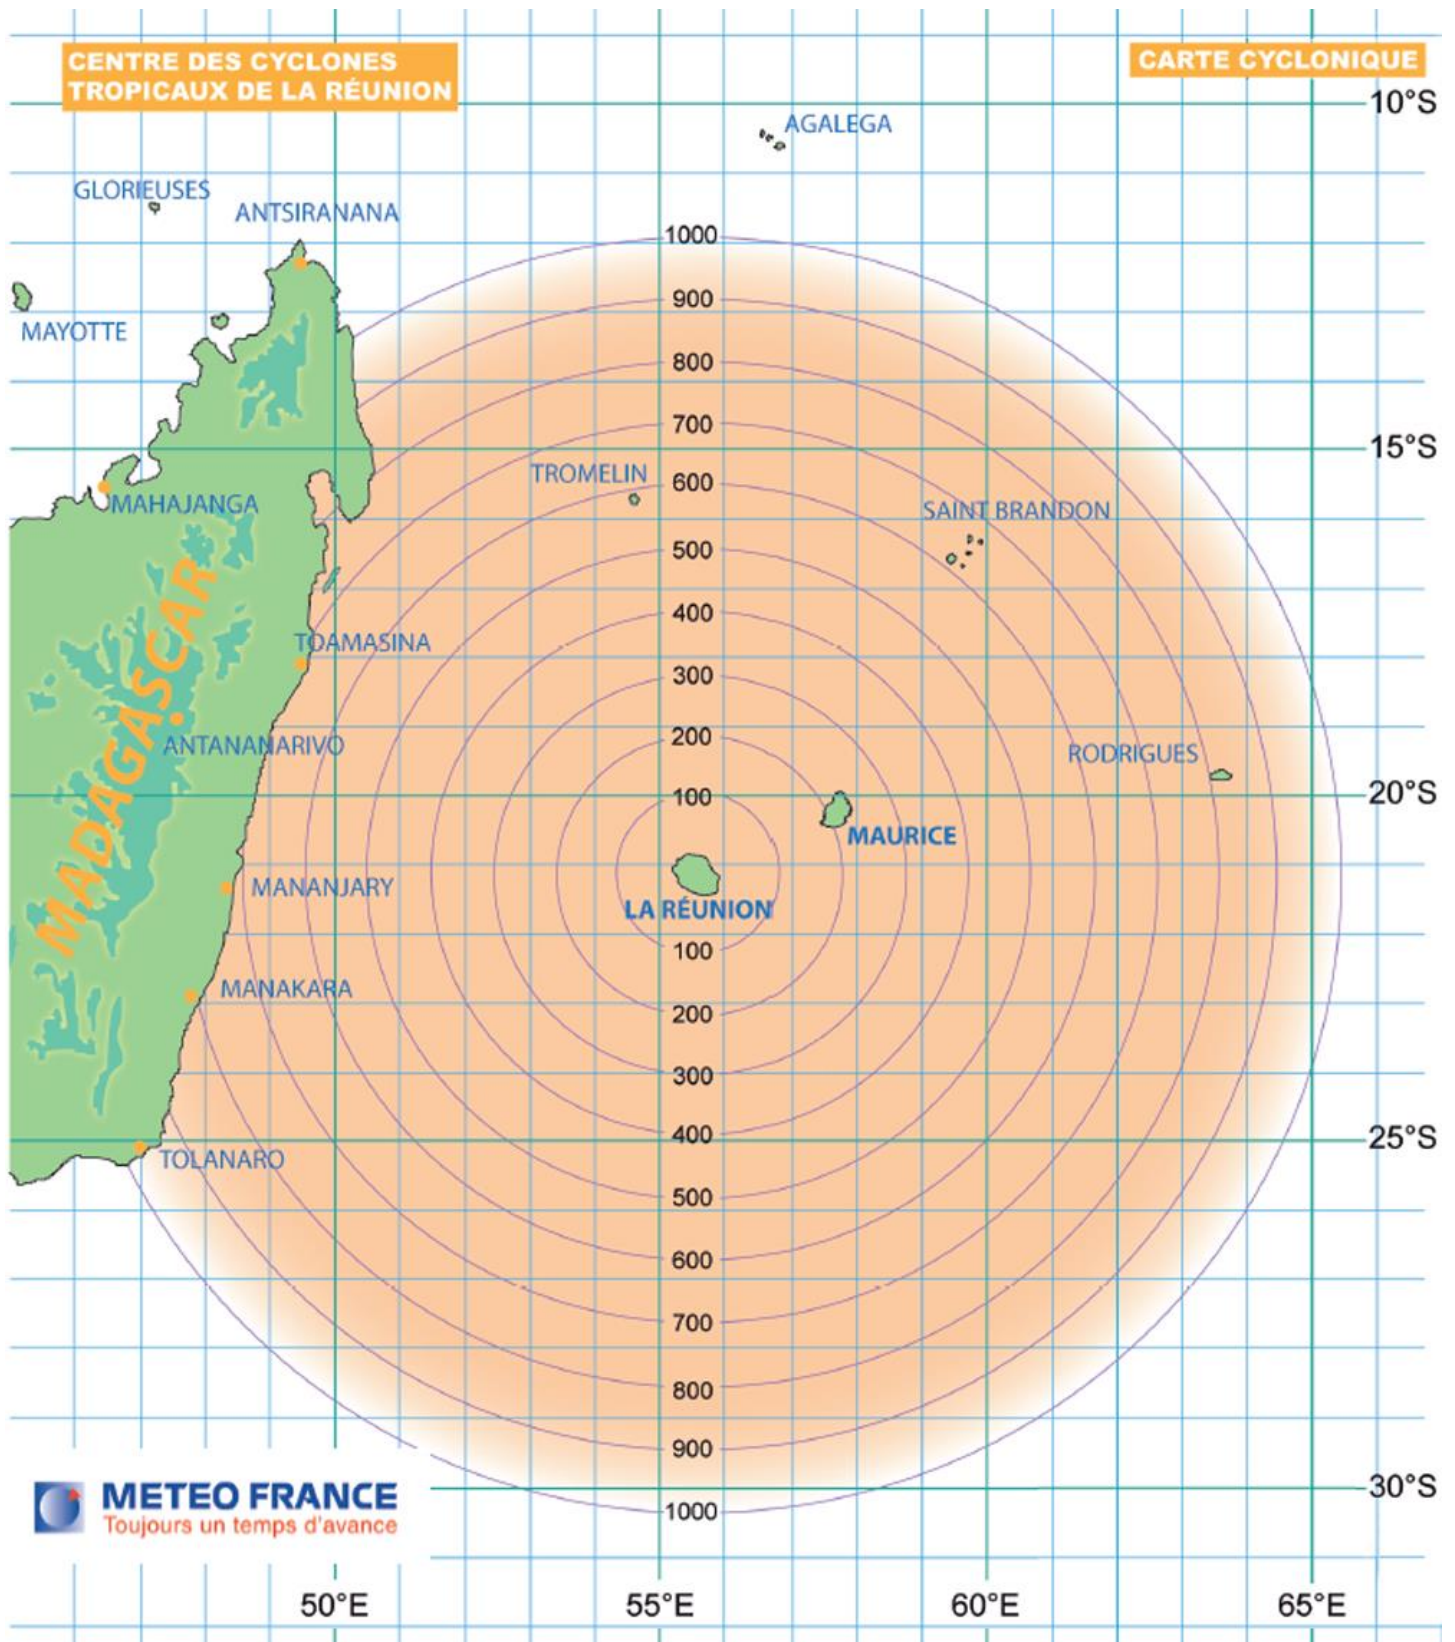 CENTRE DES CYCLONES
TROPICAUX DE LA RÉUNION
CARTE CYCLONIQUE
10°S
AGALEGA
GLORIEUSES
ANTSIRANANA
1000
900
MAYOTTE
800
700
15°S
TROMELIN
600
MAHAJANGA
SAINT BRANDON
500
400
TOAMASINA
300
200
MADAGASCAR
ANTANANARIVO
RODRIGUES
100
20°S
MAURICE
MANANJARY
LA RÉUNION
100
MANAKARA
200
300
400
25°S
TOLANARO
500
600
700
800
900
30°S
METEO FRANCE
Toujours un temps d'avance
1000
50°E
55°E
60°E
65°E